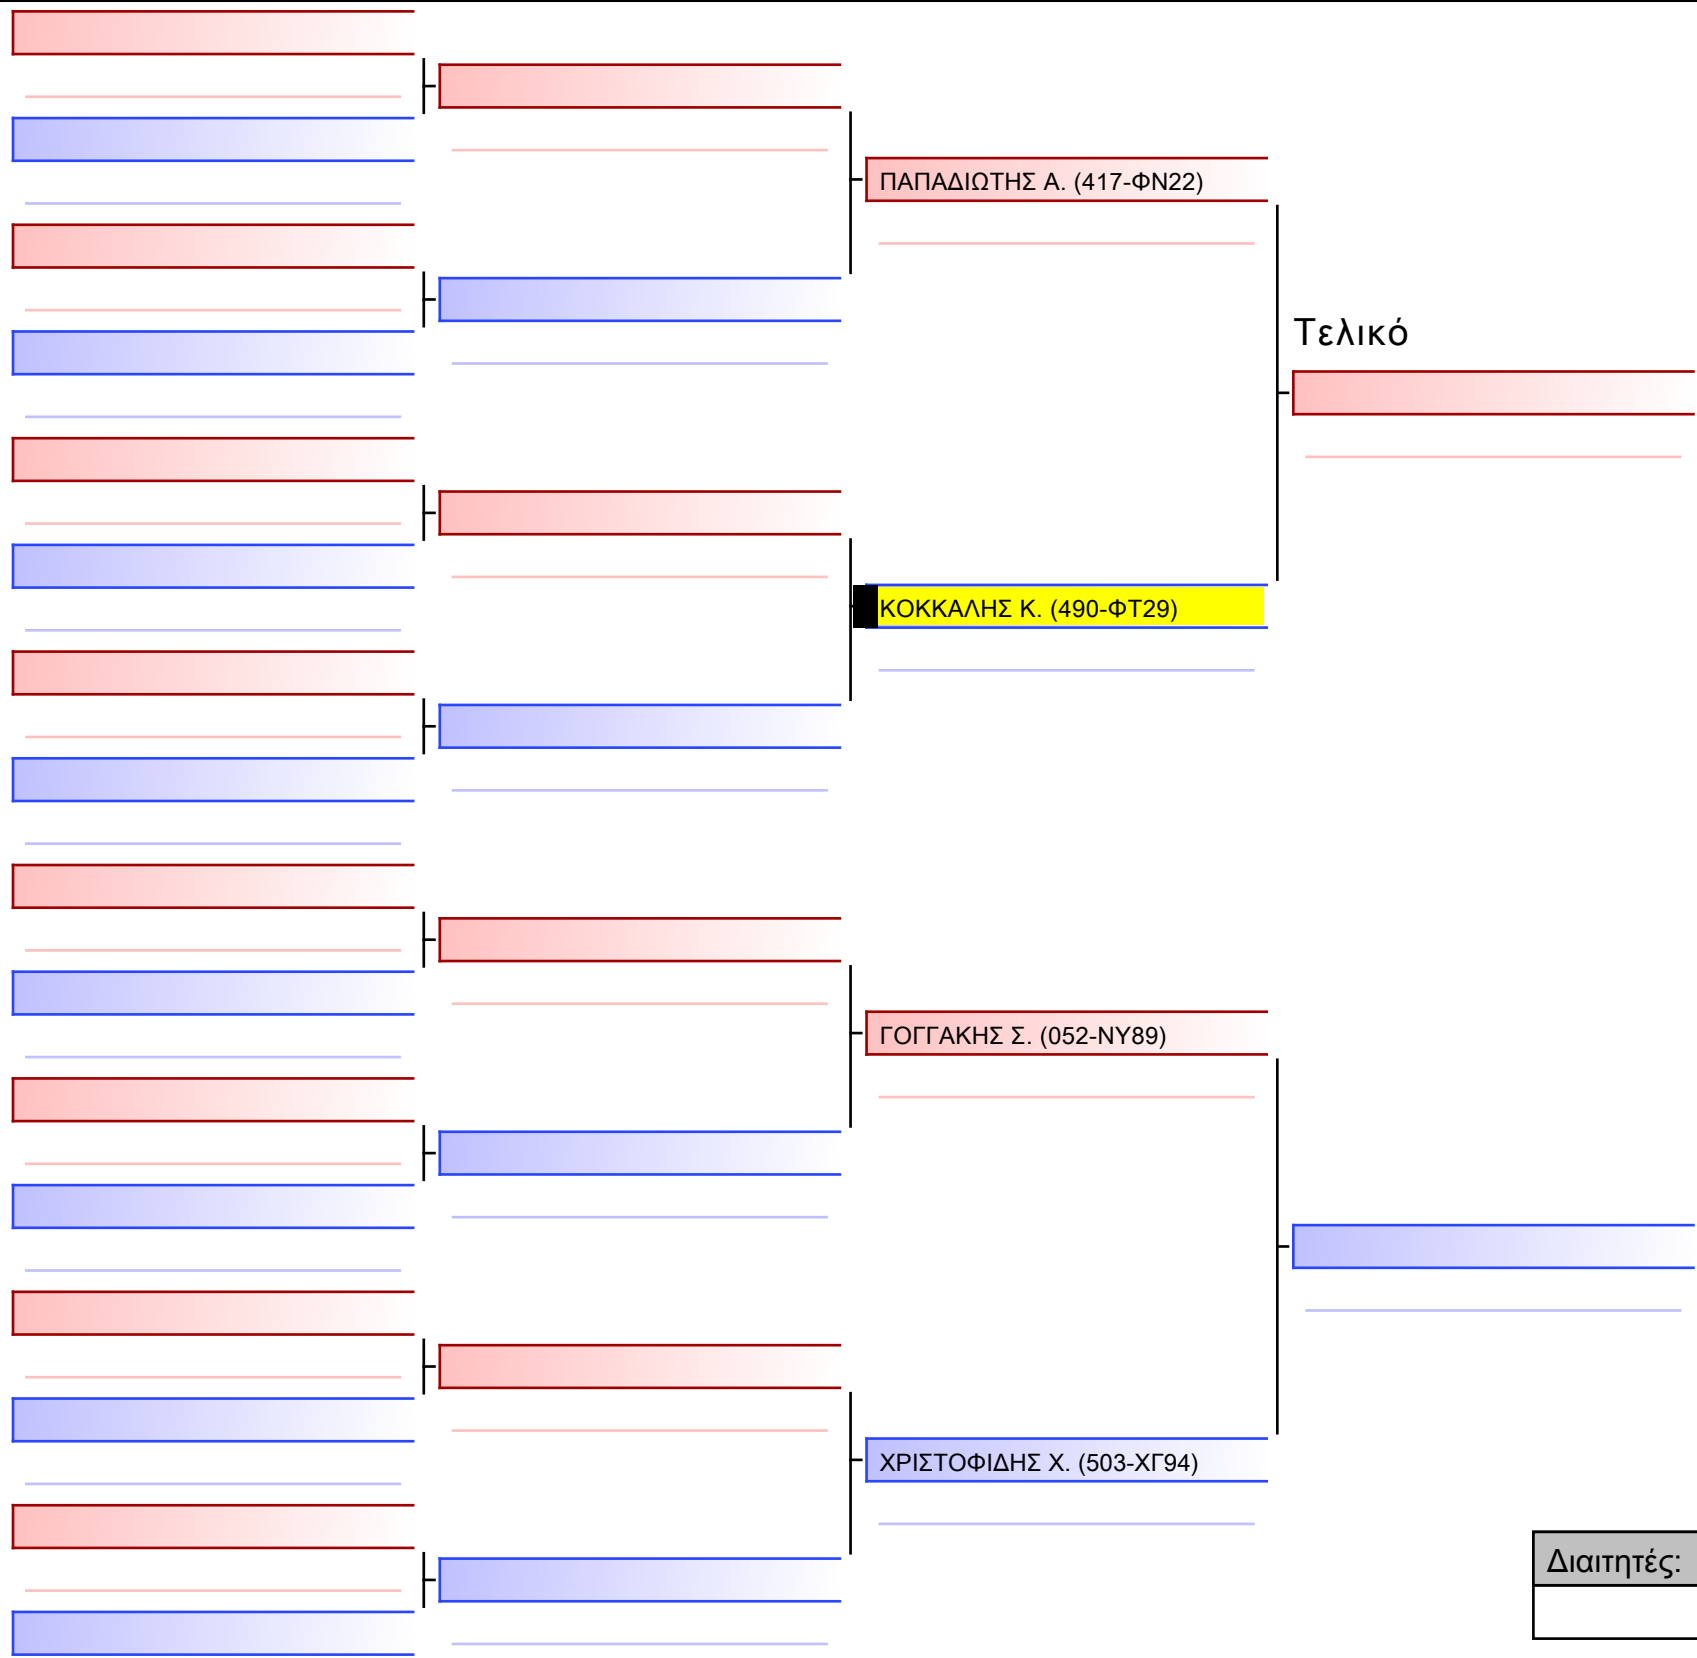 ΠΑΠΑΔΙΩΤΗΣ Α. (417-ΦΝ22)
Τελικό
ΚΟΚΚΑΛΗΣ Κ. (490-ΦΤ29)
ΓΟΓΓΑΚΗΣ Σ. (052-ΝΥ89)
ΧΡΙΣΤΟΦΙΔΗΣ Χ. (503-ΧΓ94)
Διαιτητές: